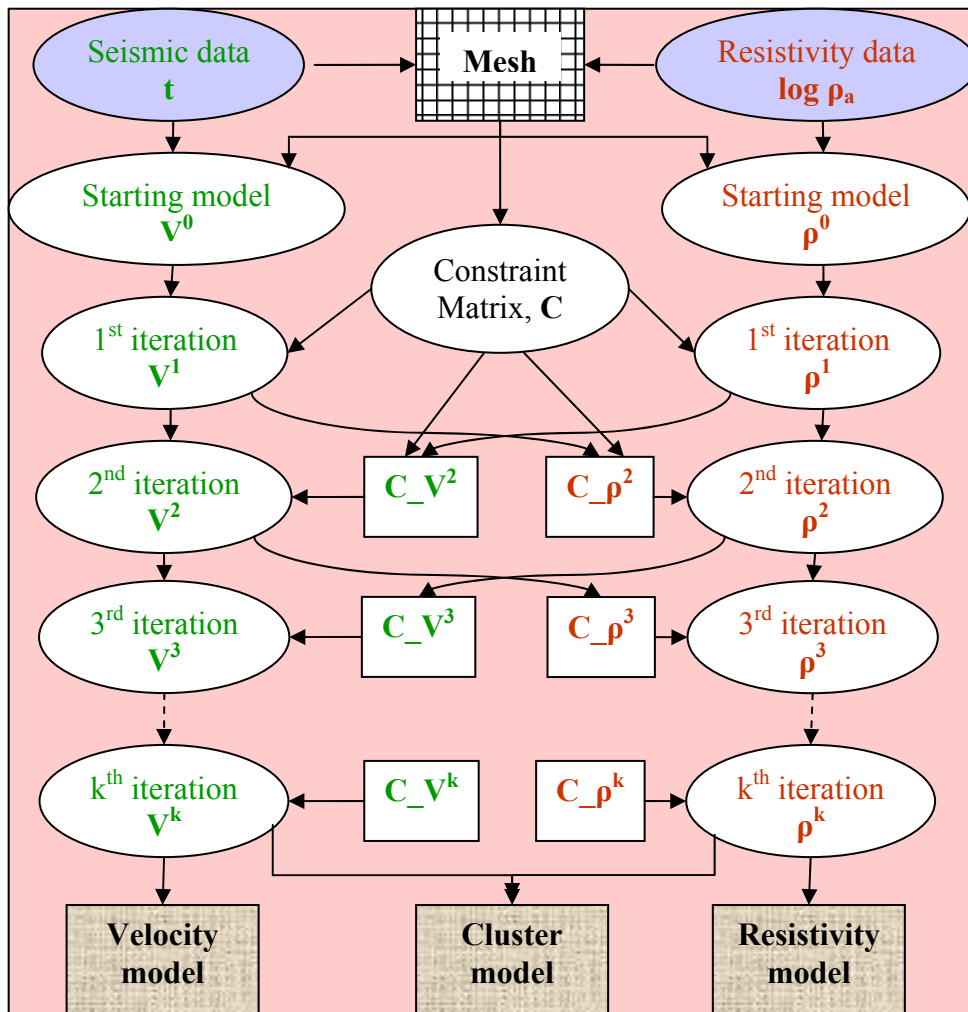 Seismic data
t
Mesh
Resistivity data
log ρₐ
Starting model
V⁰
Starting model
ρ⁰
Constraint
Matrix, C
1ˢᵗ iteration
V¹
1ˢᵗ iteration
ρ¹
2ⁿᵈ iteration
V²
C_V²
C_ρ²
2ⁿᵈ iteration
ρ²
3ʳᵈ iteration
V³
C_V³
C_ρ³
3ʳᵈ iteration
ρ³
kᵗʰ iteration
Vᵏ
C_Vᵏ
C_ρᵏ
kᵗʰ iteration
ρᵏ
Velocity
model
Cluster
model
Resistivity
model